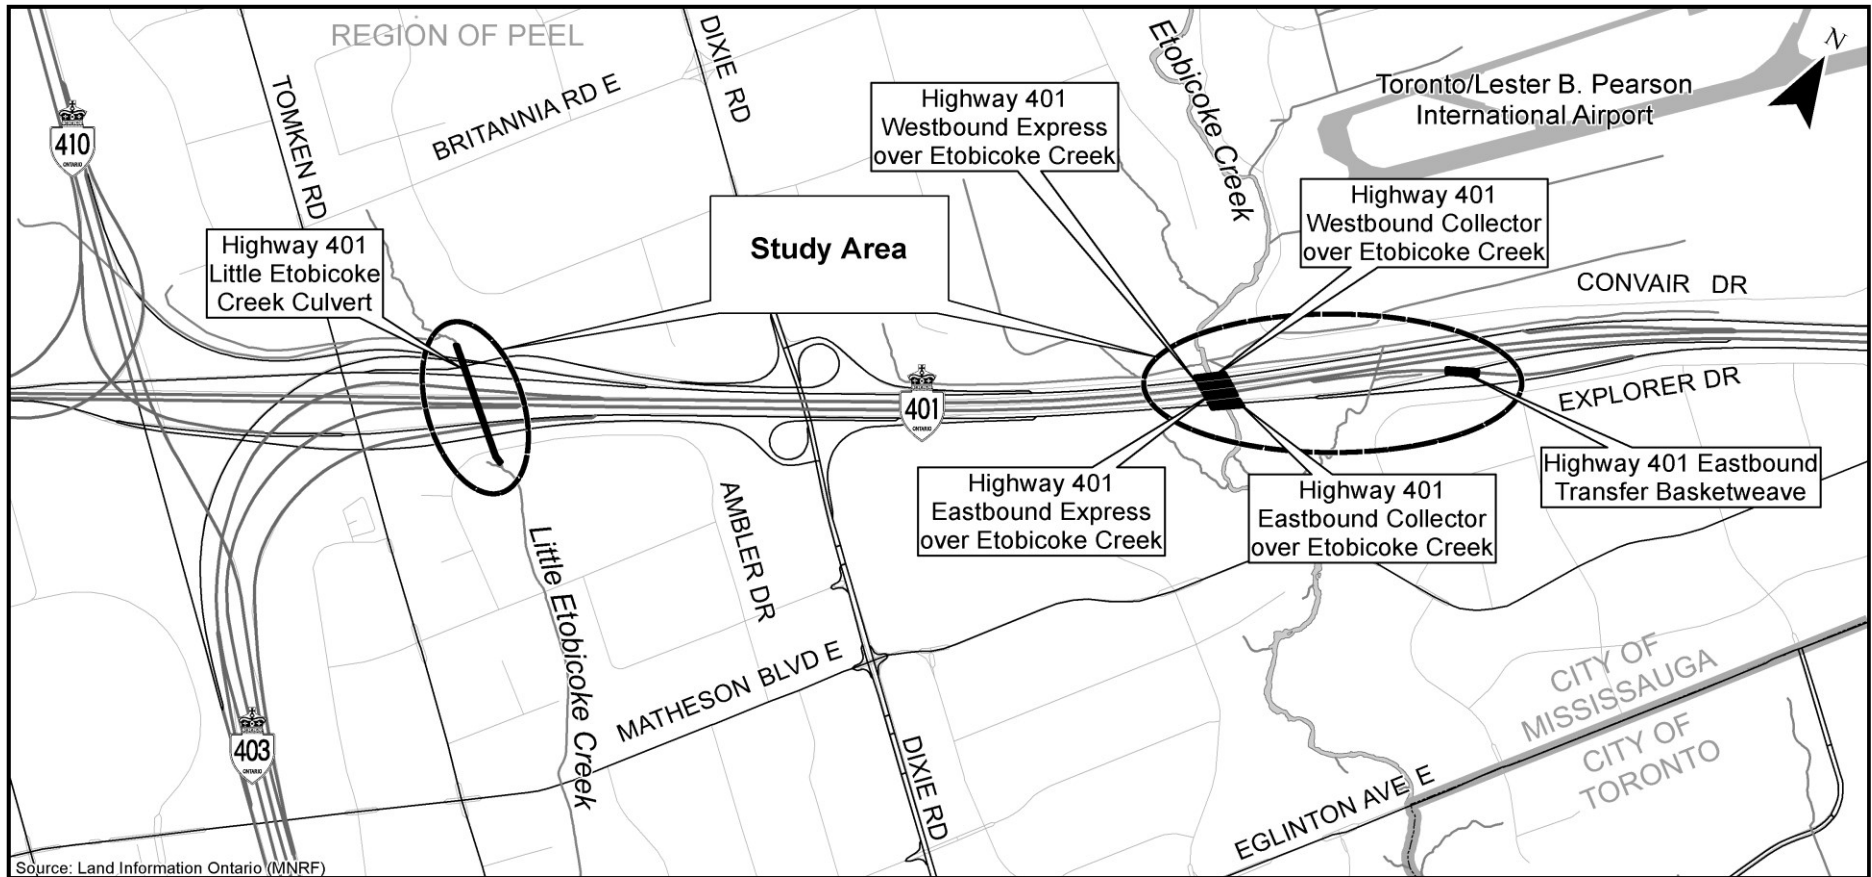 REGION OF PEEL
DIXIE RD
Etobicoke Creek
N
TOMKEN RD
BRITANNIA RD E
Highway 401
Westbound Express
over Etobicoke Creek
Toronto/Lester B. Pearson
International Airport
410
ONTARIO
Highway 401
Westbound Collector
over Etobicoke Creek
Highway 401
Little Etobicoke
Creek Culvert
Study Area
CONVAIR DR
401
ONTARIO
EXPLORER DR
Highway 401 Eastbound
Transfer Basketweave
Highway 401
Eastbound Express
over Etobicoke Creek
Highway 401
Eastbound Collector
over Etobicoke Creek
AMBLER DR
Little Etobicoke Creek
MATHESON BLVD E
403
ONTARIO
DIXIE RD
CITY OF
MISSISSAUGA
CITY OF
TORONTO
EGLINTON AVE E
Source: Land Information Ontario (MNRF)